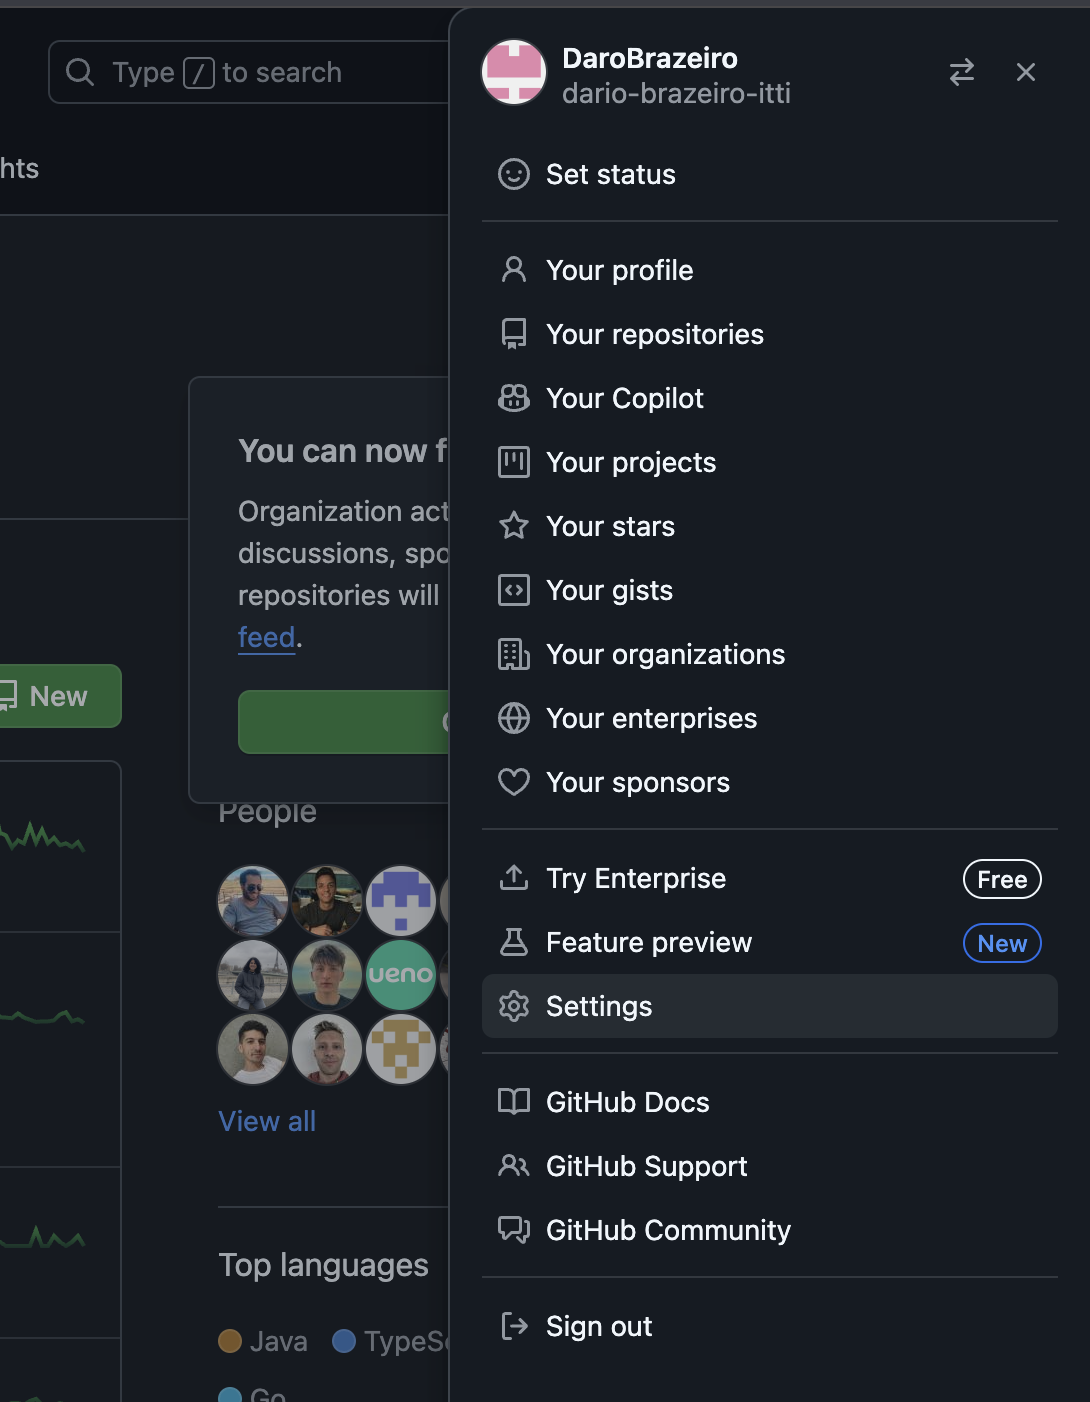 Type / to search
hts
You can now f
Organization act
discussions, spo
repositories will
feed.
New
People
ueno
View all
Top languages
Java TypeSc
Go
DaroBrazeiro
dario-brazeiro-itti
Set status
Your profile
Your repositories
Your Copilot
Your projects
Your stars
Your gists
Your organizations
Your enterprises
Your sponsors
Try Enterprise Free
Feature preview New
Settings
GitHub Docs
GitHub Support
GitHub Community
Sign out